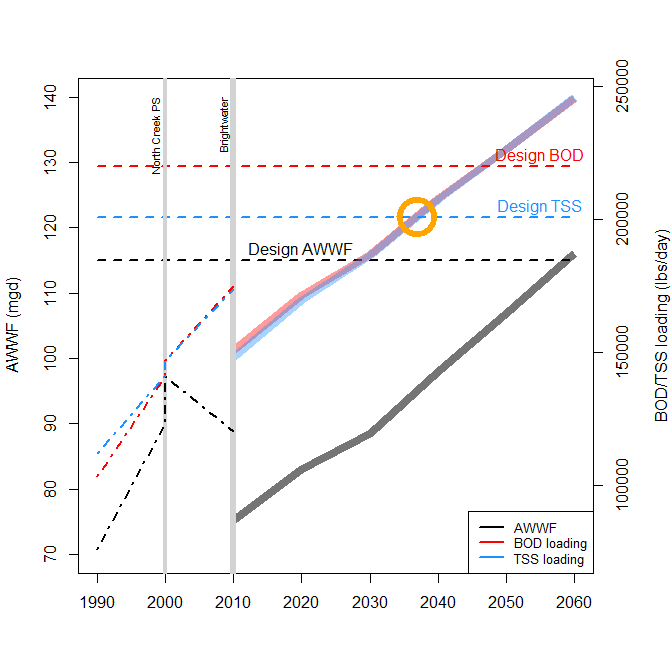 North Creek PS
Brightwater
Design BOD
Design TSS
Design AWWF
AWWF (mgd)
140
130
120
110
100
90
80
70
250000
200000
150000
100000
BOD/TSS loading (lbs/day)
AWWF
BOD loading
TSS loading
1990 2000 2010 2020 2030 2040 2050 2060